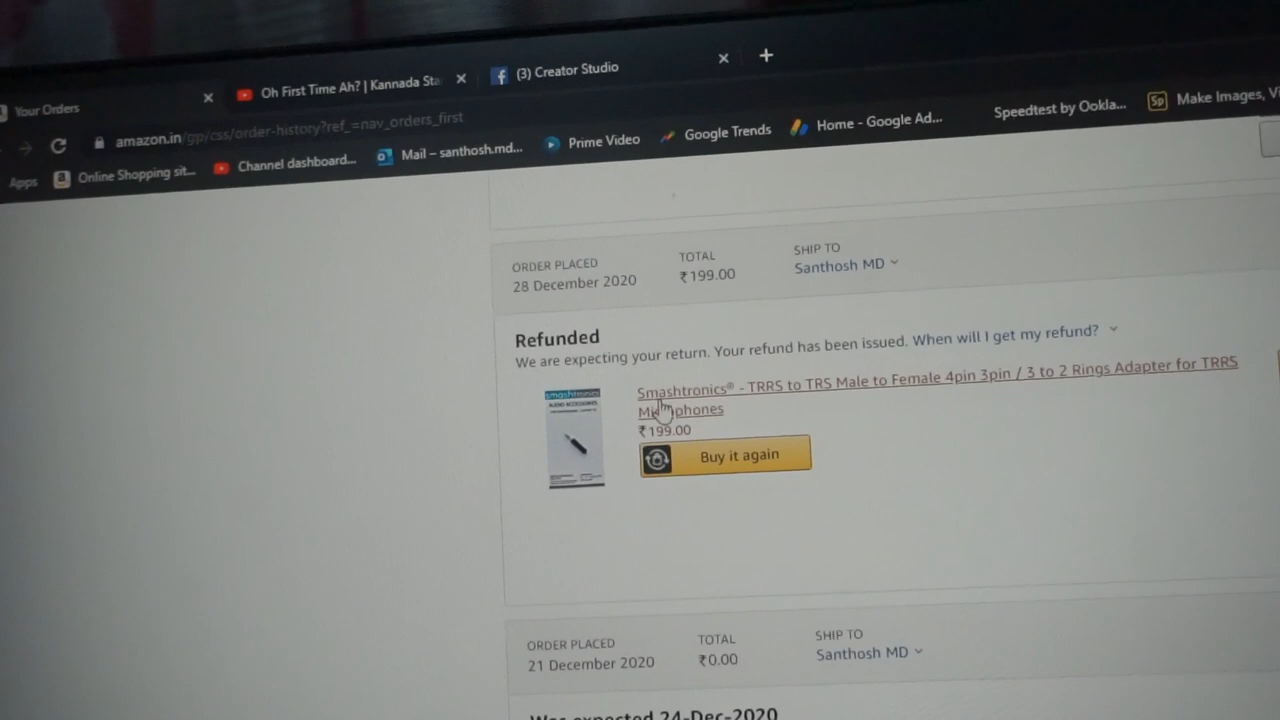 Your Orders
Oh First Time Ah? | Kannada Sta
(3) Creator Studio
amazon.in/gp/css/order-history?ref_=nav_orders_first
Apps
Online Shopping sit...
Channel dashboard...
Mail – santhosh.md...
Prime Video
Google Trends
Home - Google Ad...
Speedtest by Ookla...
Sp
Make Images, Vi
ORDER PLACED
28 December 2020
TOTAL
₹199.00
SHIP TO
Santhosh MD
Refunded
We are expecting your return. Your refund has been issued. When will I get my refund?
smashtronics
Smashtronics® - TRRS to TRS Male to Female 4pin 3pin / 3 to 2 Rings Adapter for TRRS
Microphones
₹199.00
Buy it again
ORDER PLACED
21 December 2020
TOTAL
₹0.00
SHIP TO
Santhosh MD
Was expected 24-Dec-2020